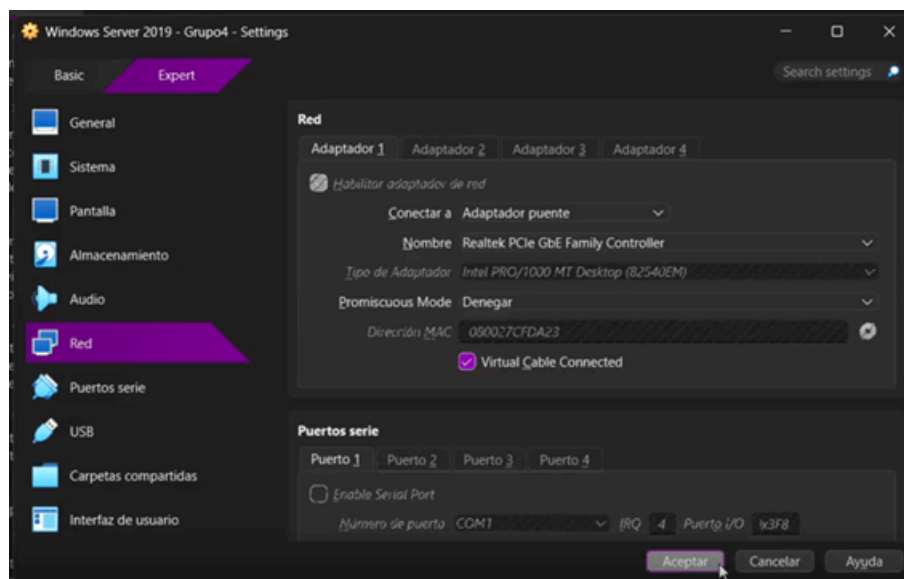 Windows Server 2019 - Grupo4 - Settings
Basic Expert Search settings
General
Sistema
Pantalla
Almacenamiento
Audio
Red
Puertos serie
USB
Carpetas compartidas
Interfaz de usuario
Red
Adaptador 1 Adaptador 2 Adaptador 3 Adaptador 4
Habilitar adaptador de red
Conectar a Adaptador puente
Nombre Realtek PCIe GbE Family Controller
Tipo de Adaptador Intel PRO/1000 MT Desktop (82540EM)
Promiscuous Mode Denegar
Dirección MAC 080027CFDA23
Virtual Cable Connected
Puertos serie
Puerto 1 Puerto 2 Puerto 3 Puerto 4
Enable Serial Port
Número de puerto COM1 IRQ 4 Puerto I/O
Aceptar Cancelar Ayuda